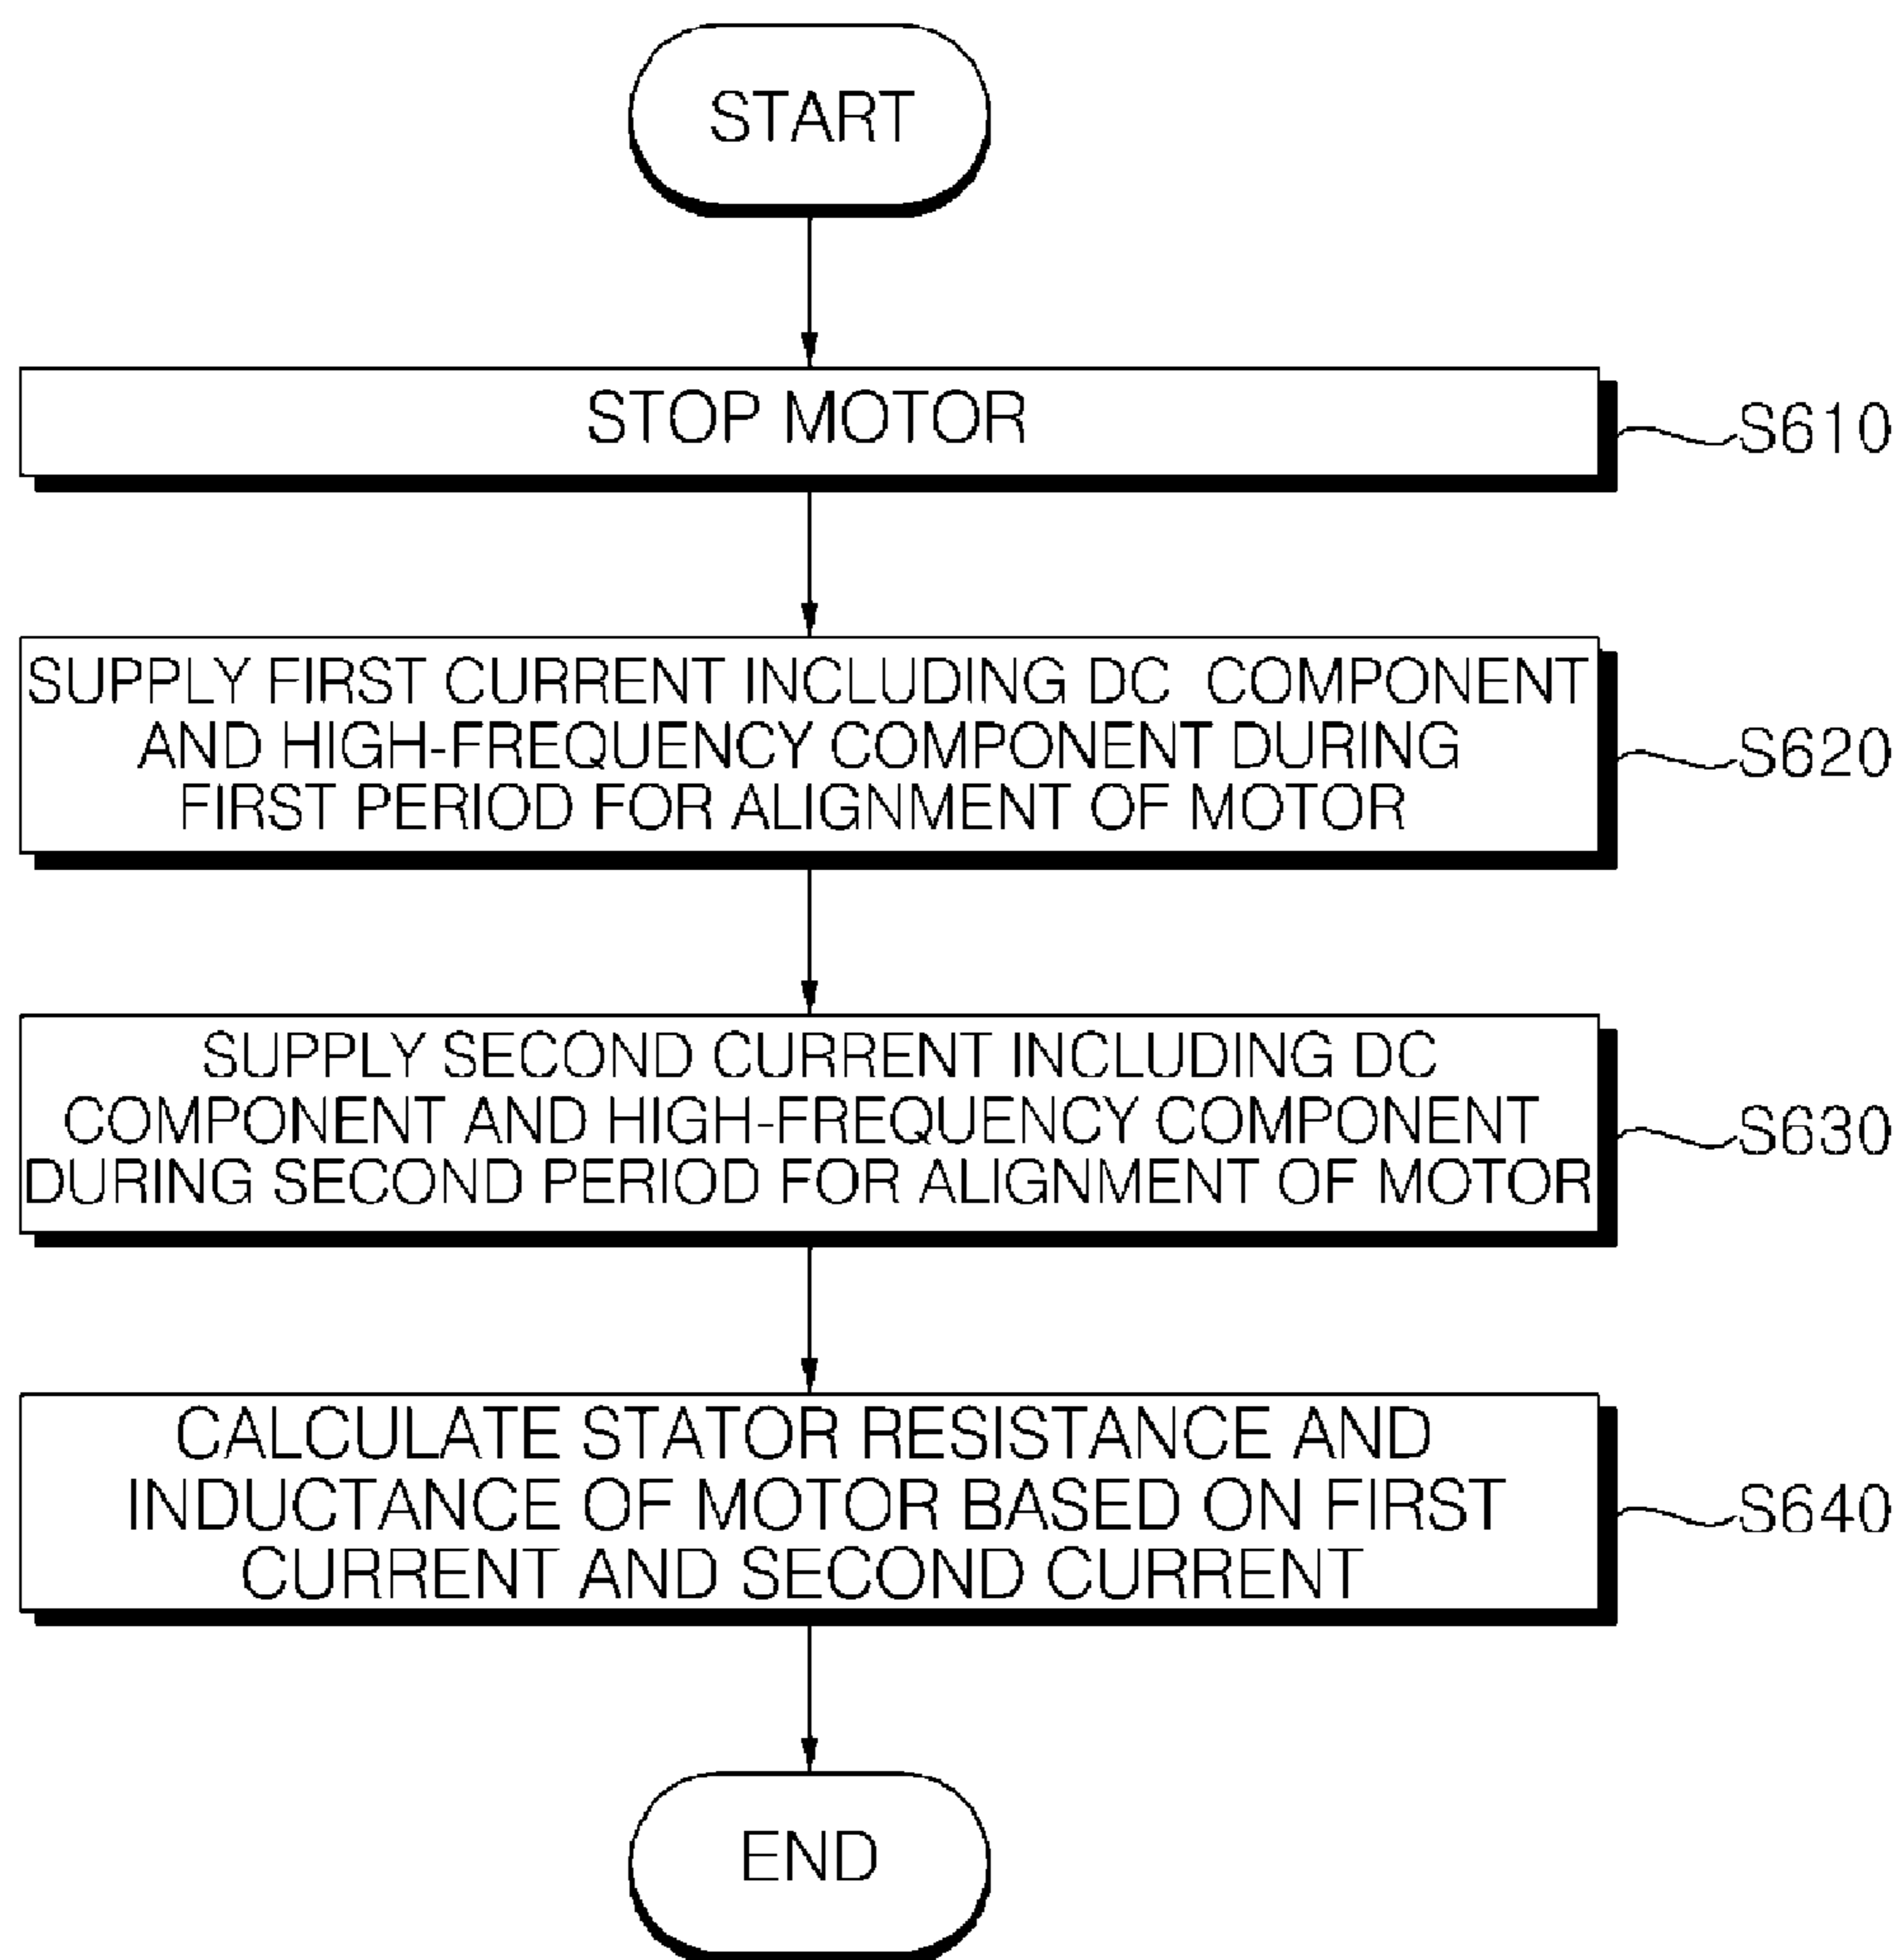 START
STOP MOTOR
S610
SUPPLY FIRST CURRENT INCLUDING DC COMPONENT
AND HIGH-FREQUENCY COMPONENT DURING
FIRST PERIOD FOR ALIGNMENT OF MOTOR
S620
SUPPLY SECOND CURRENT INCLUDING DC
COMPONENT AND HIGH-FREQUENCY COMPONENT
DURING SECOND PERIOD FOR ALIGNMENT OF MOTOR
S630
CALCULATE STATOR RESISTANCE AND
INDUCTANCE OF MOTOR BASED ON FIRST
CURRENT AND SECOND CURRENT
S640
END